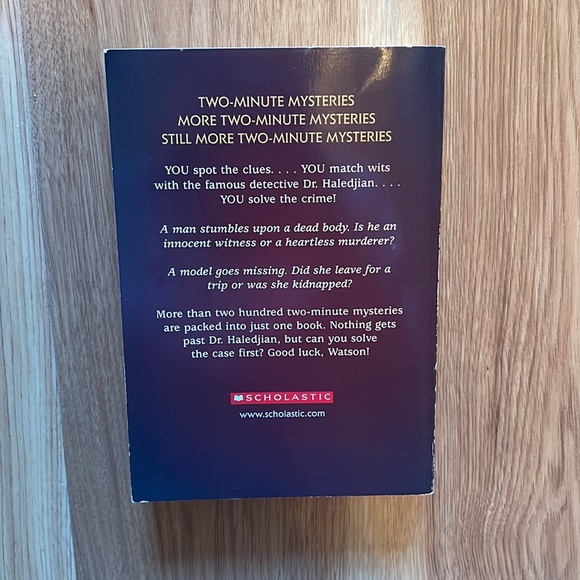 TWO-MINUTE MYSTERIES
MORE TWO-MINUTE MYSTERIES
STILL MORE TWO-MINUTE MYSTERIES
YOU spot the clues. . . . YOU match wits
with the famous detective Dr. Haledjian. . . .
YOU solve the crime!
A man stumbles upon a dead body. Is he an
innocent witness or a heartless murderer?
A model goes missing. Did she leave for a
trip or was she kidnapped?
More than two hundred two-minute mysteries
are packed into just one book. Nothing gets
past Dr. Haledjian, but can you solve
the case first? Good luck, Watson!
SCHOLASTIC
www.scholastic.com